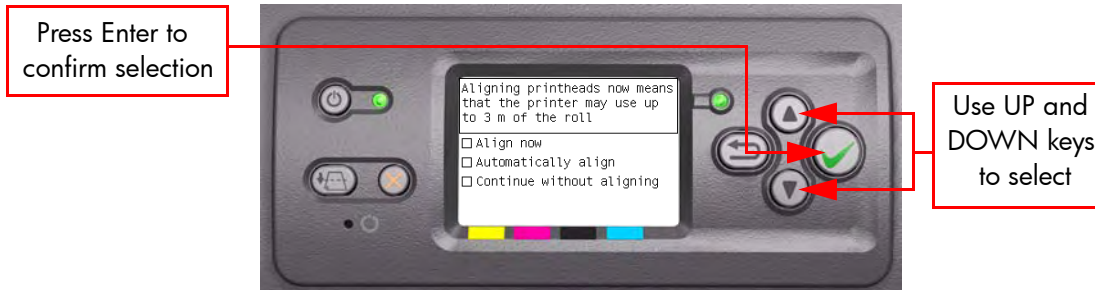 Press Enter to
confirm selection
Aligning printheads now means
that the printer may use up
to 3 m of the roll
Align now
Automatically align
Continue without aligning
Use UP and
DOWN keys
to select